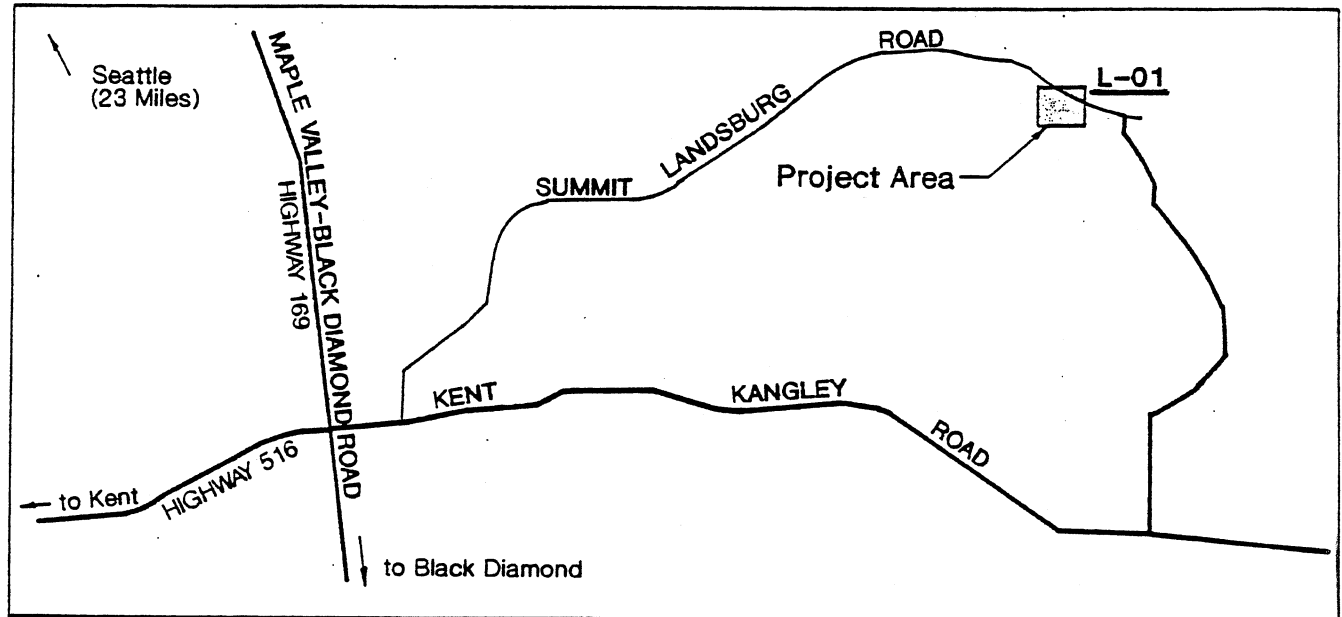 ROAD
MAPLE VALLEY-BLACK DIAMOND ROAD
HIGHWAY 169
Seattle
(23 Miles)
L-01
LANDSBURG
Project Area
SUMMIT
KENT
KANGLEY
ROAD
HIGHWAY 516
to Kent
to Black Diamond